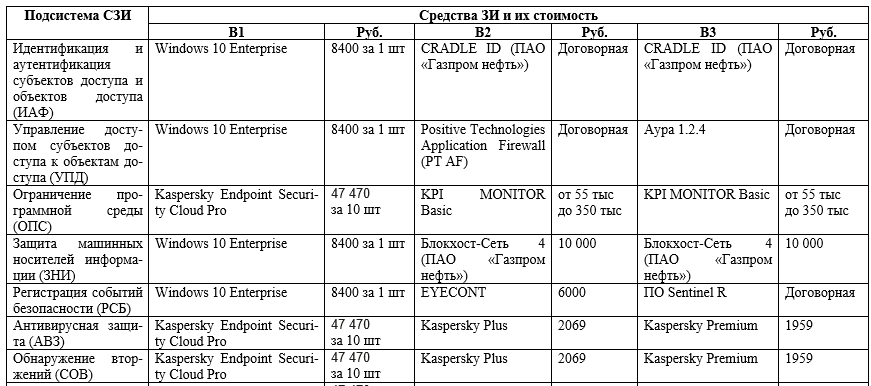 Подсистема СЗИ
Средства ЗИ и их стоимость
В1
Руб.
В2
Руб.
В3
Руб.
Идентификация и
аутентификация
субъектов доступа и
объектов доступа
(ИАФ)
Windows 10 Enterprise
8400 за 1 шт
CRADLE ID (ПАО
«Газпром нефть»)
Договорная
CRADLE ID (ПАО
«Газпром нефть»)
Договорная
Управление досту-
пом субъектов до-
ступа к объектам до-
ступа (УПД)
Windows 10 Enterprise
8400 за 1 шт
Positive Technologies
Application Firewall
(PT AF)
Договорная
Аура 1.2.4
Договорная
Ограничение про-
граммной среды
(ОПС)
Kaspersky Endpoint Securi-
ty Cloud Pro
47 470
за 10 шт
KPI MONITOR
Basic
от 55 тыс
до 350 тыс
KPI MONITOR Basic
от 55 тыс
до 350 тыс
Защита машинных
носителей информа-
ции (ЗНИ)
Windows 10 Enterprise
8400 за 1 шт
Блокхост-Сеть 4
(ПАО «Газпром
нефть»)
10 000
Блокхост-Сеть 4
(ПАО «Газпром
нефть»)
10 000
Регистрация событий
безопасности (РСБ)
Windows 10 Enterprise
8400 за 1 шт
EYECONT
6000
ПО Sentinel R
Договорная
Антивирусная защи-
та (АВЗ)
Kaspersky Endpoint Securi-
ty Cloud Pro
47 470
за 10 шт
Kaspersky Plus
2069
Kaspersky Premium
1959
Обнаружение втор-
жений (СОВ)
Kaspersky Endpoint Securi-
ty Cloud Pro
47 470
за 10 шт
Kaspersky Plus
2069
Kaspersky Premium
1959